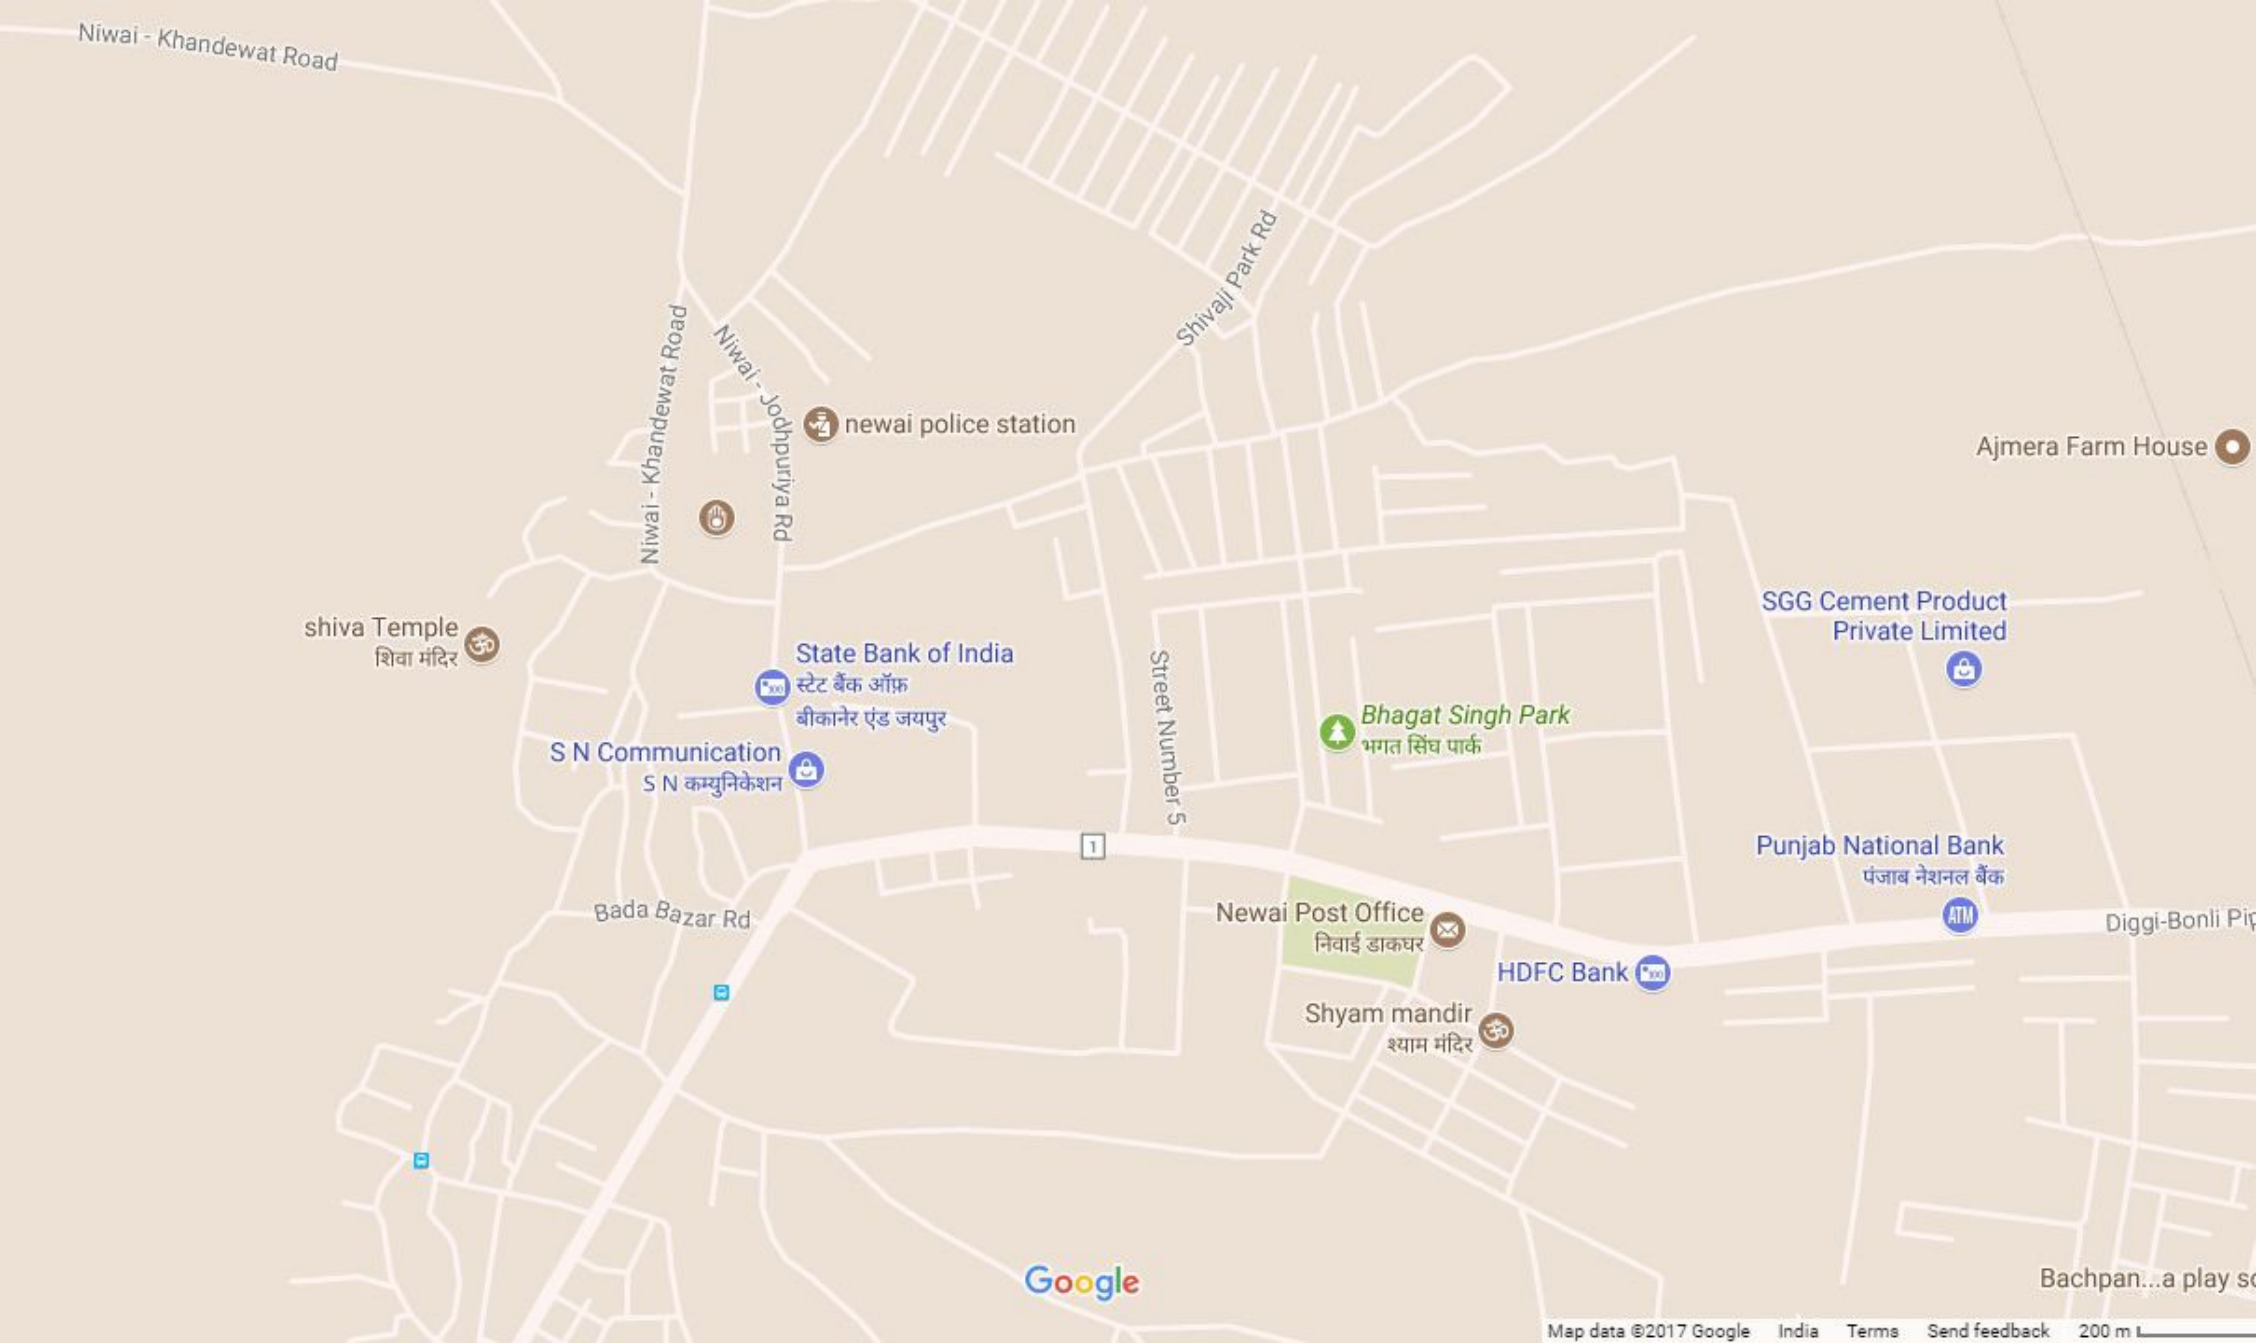 Niwai - Khandewat Road
Shivaji Park Rd
Niwai - Khandewat Road
Niwai - Jodhpuriya Rd
newai police station
Ajmera Farm House
SGG Cement Product
Private Limited
shiva Temple
शिवा मंदिर
State Bank of India
स्टेट बैंक ऑफ़
बीकानेर एंड जयपुर
Street Number 5
Bhagat Singh Park
भगत सिंघ पार्क
S N Communication
S N कम्युनिकेशन
1
Punjab National Bank
पंजाब नेशनल बैंक
ATM
Bada Bazar Rd
Newai Post Office
निवाई डाकघर
Diggi-Bonli Pip
HDFC Bank
Shyam mandir
श्याम मंदिर
Google
Bachpan...a play sc
Map data ©2017 Google India Terms Send feedback 200 m